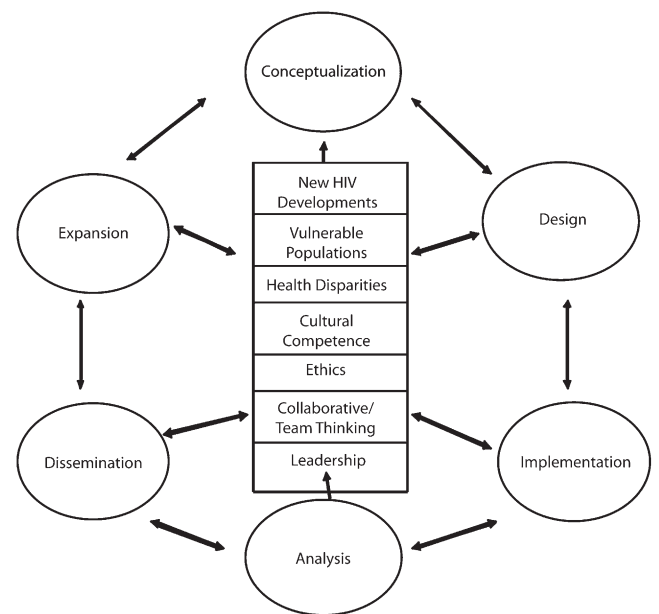 Conceptualization
New HIV
Developments
Vulnerable
Populations
Health Disparities
Cultural
Competence
Ethics
Collaborative/
Team Thinking
Leadership
Expansion
Design
Dissemination
Implementation
Analysis